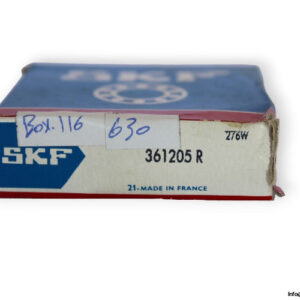 SKF
Box.116
630
276W
SKF
361205 R
21-MADE IN FRANCE